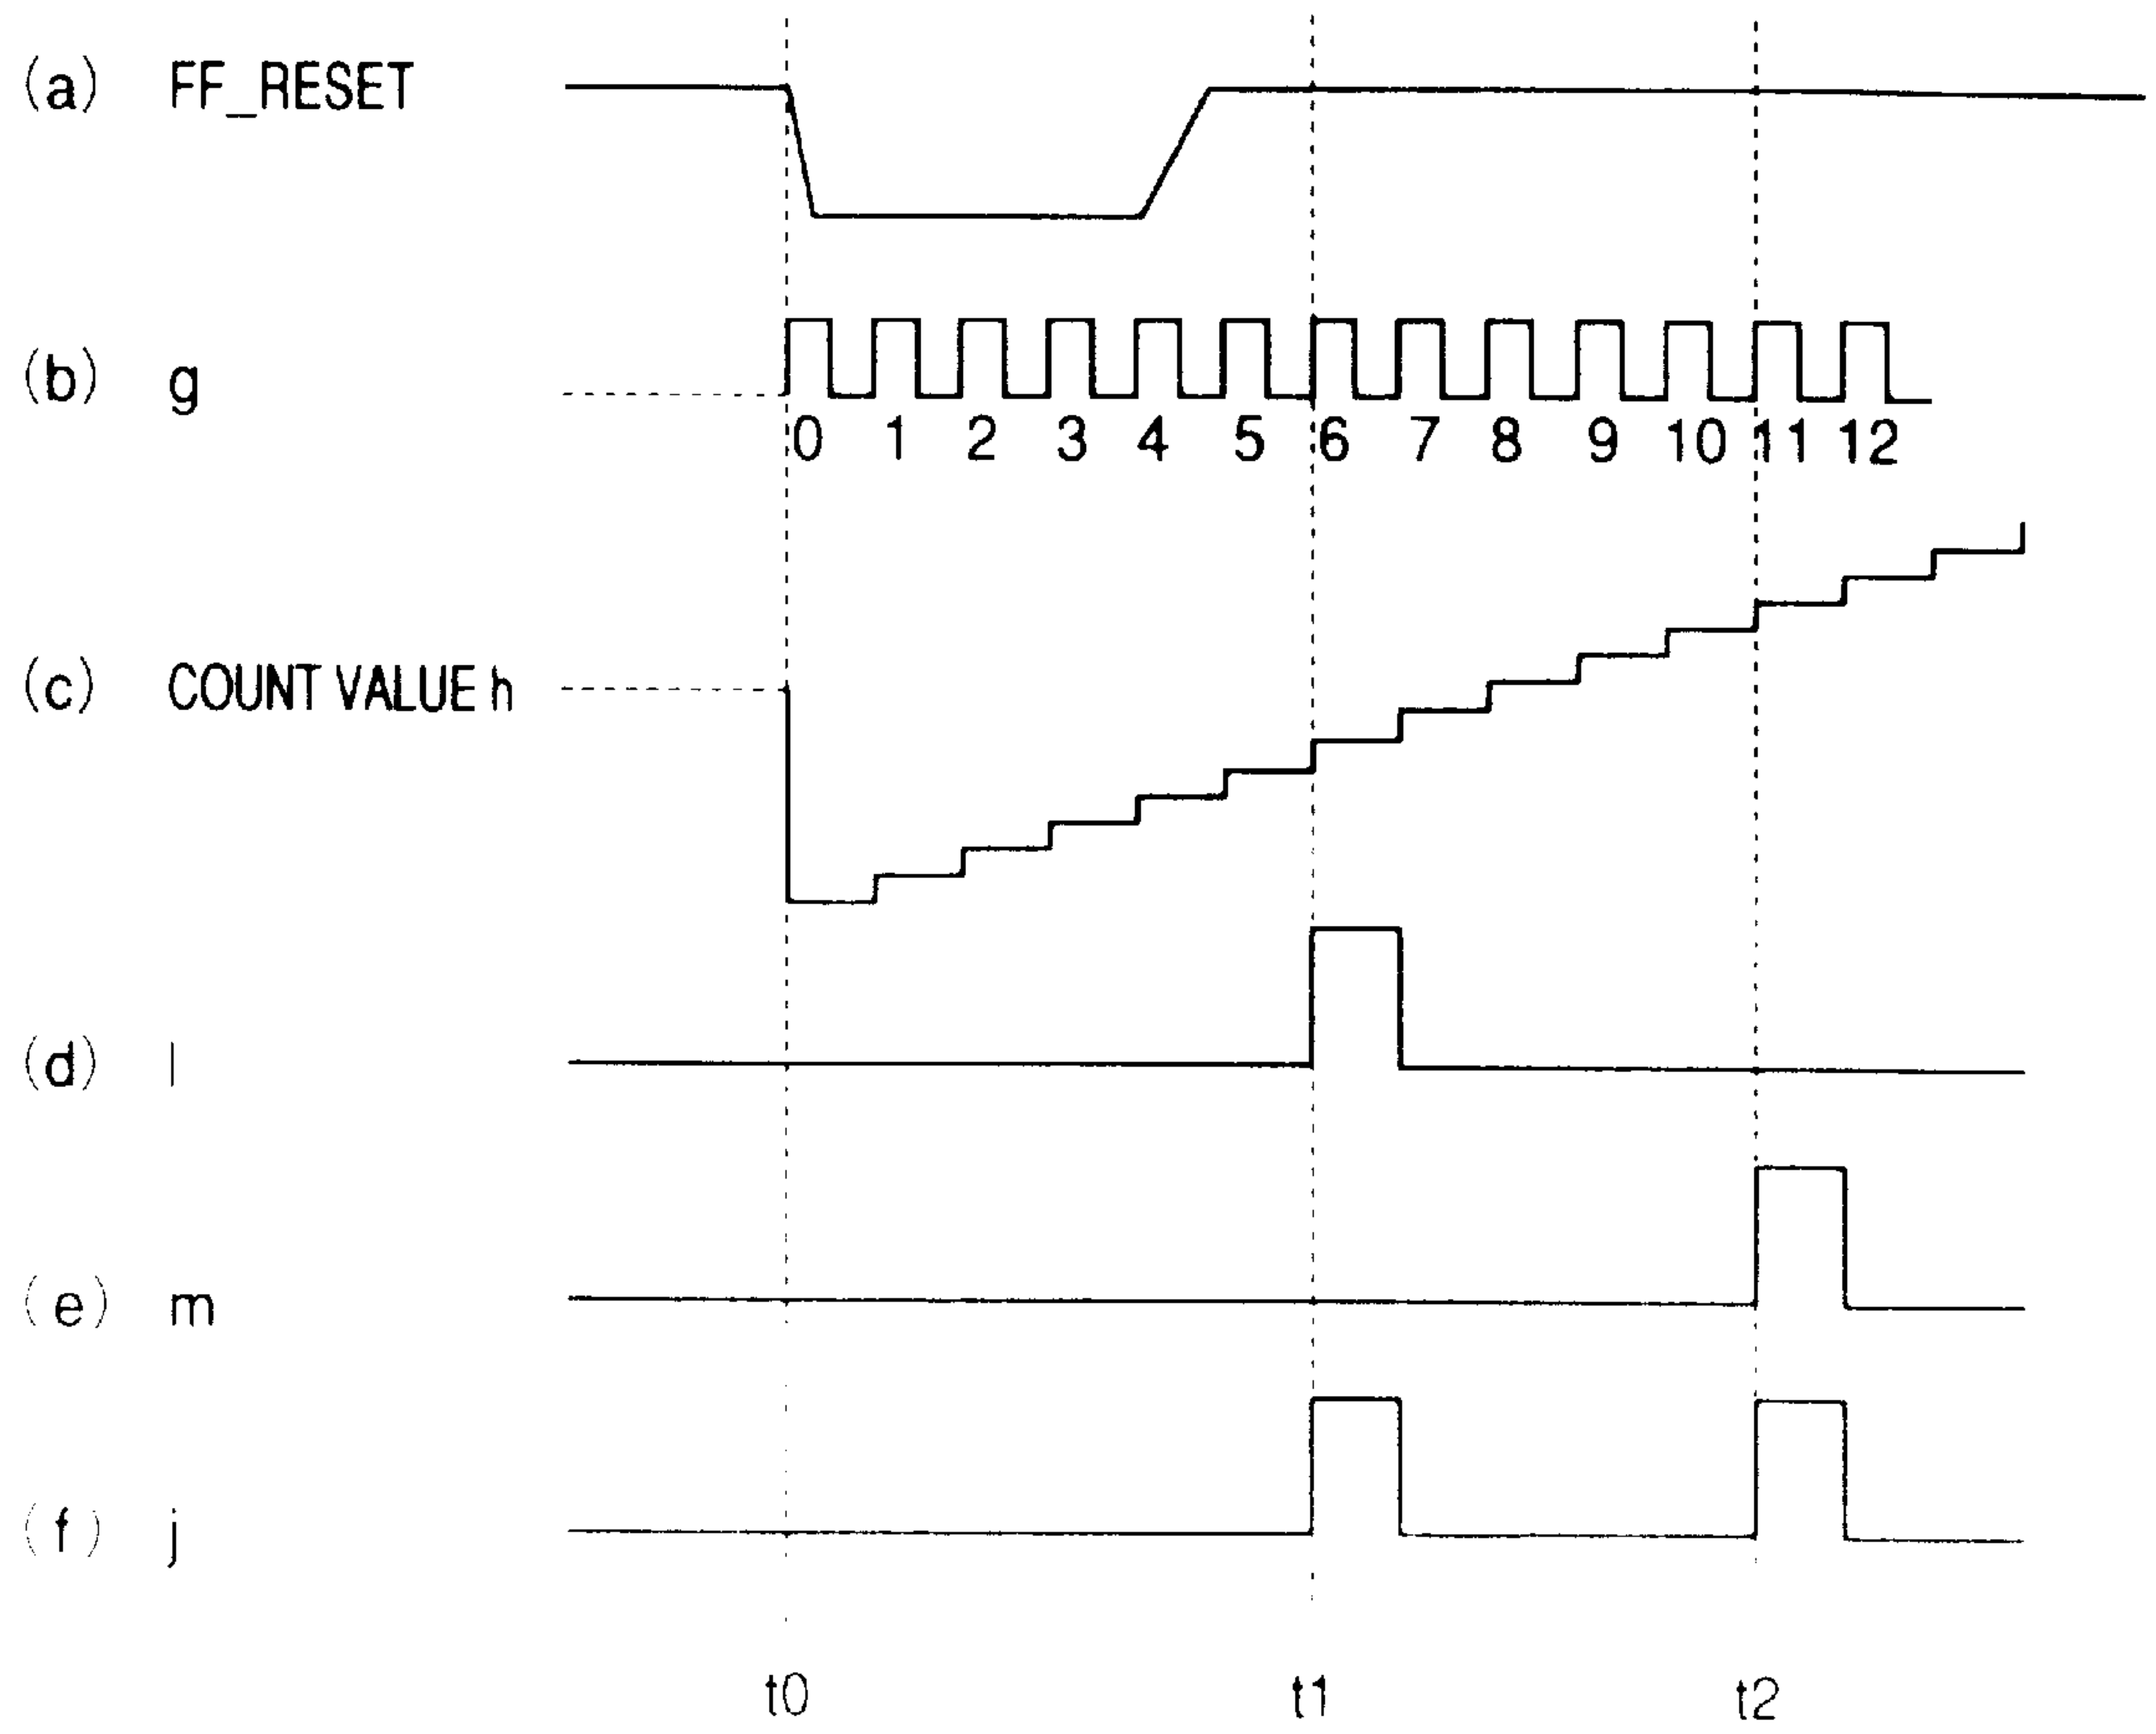 (a) FF_RESET
(b) g
0 1 2 3 4 5 6 7 8 9 10 11 12
(c) COUNT VALUE h
(d) l
(e) m
(f) j
t0 t1 t2